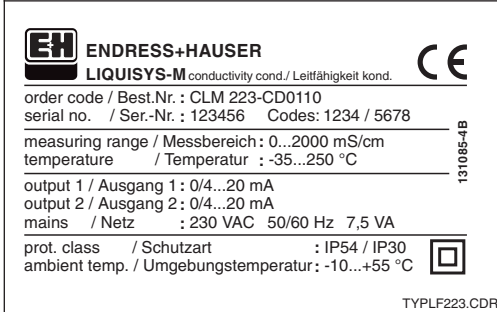 EH ENDRESS+HAUSER
LIQUISYS-M conductivity cond./ Leitfähigkeit kond.
CE
order code / Best.Nr. : CLM 223-CD0110
serial no. / Ser.-Nr. : 123456 Codes: 1234 / 5678
measuring range / Messbereich : 0...2000 mS/cm
temperature / Temperatur : -35...250 °C
output 1 / Ausgang 1 : 0/4...20 mA
output 2 / Ausgang 2 : 0/4...20 mA
mains / Netz : 230 VAC 50/60 Hz 7,5 VA
prot. class / Schutzart : IP54 / IP30
ambient temp. / Umgebungstemperatur : -10...+55 °C
131085-4B
TYPLF223.CDR